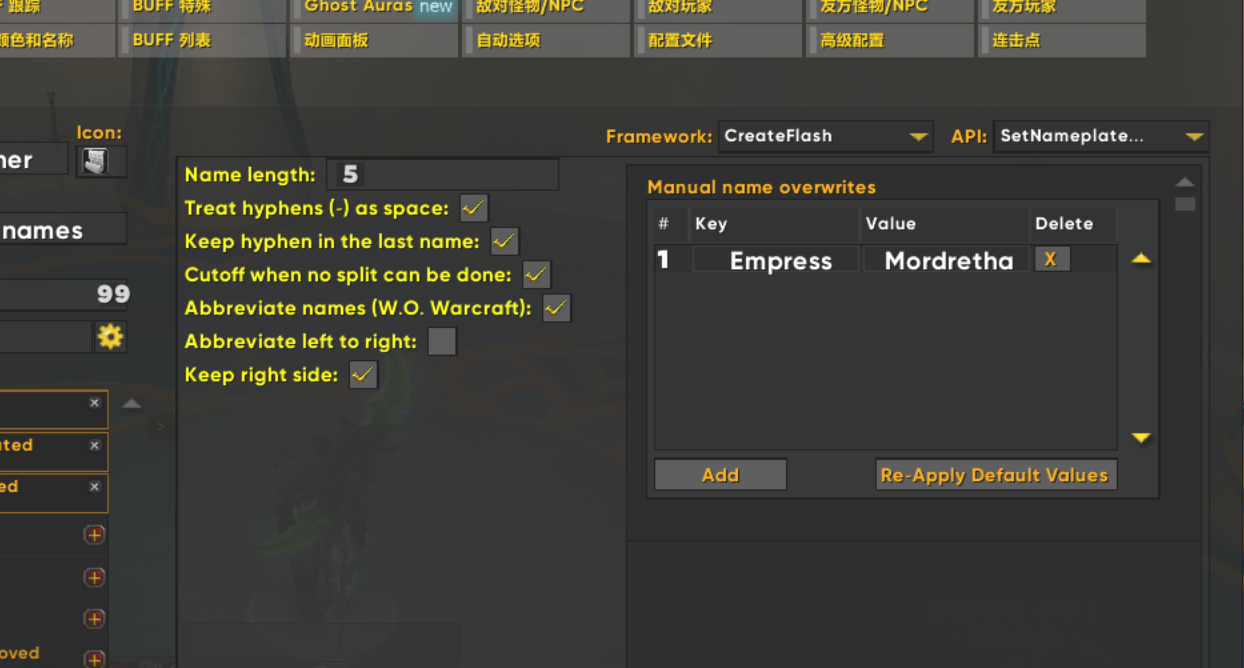 跟踪 BUFF 特殊 Ghost Auras new 敌对怪物/NPC 敌对玩家 友方怪物/NPC 友方玩家
颜色和名称 BUFF 列表 动画面板 自动选项 配置文件 高级配置 连击点
Icon:
Framework: CreateFlash API: SetNameplate...
names
99
Name length: 5
Treat hyphens (-) as space:
Keep hyphen in the last name:
Cutoff when no split can be done:
Abbreviate names (W.O. Warcraft):
Abbreviate left to right:
Keep right side:
Manual name overwrites
# Key Value Delete
1 Empress Mordretha X
Add Re-Apply Default Values